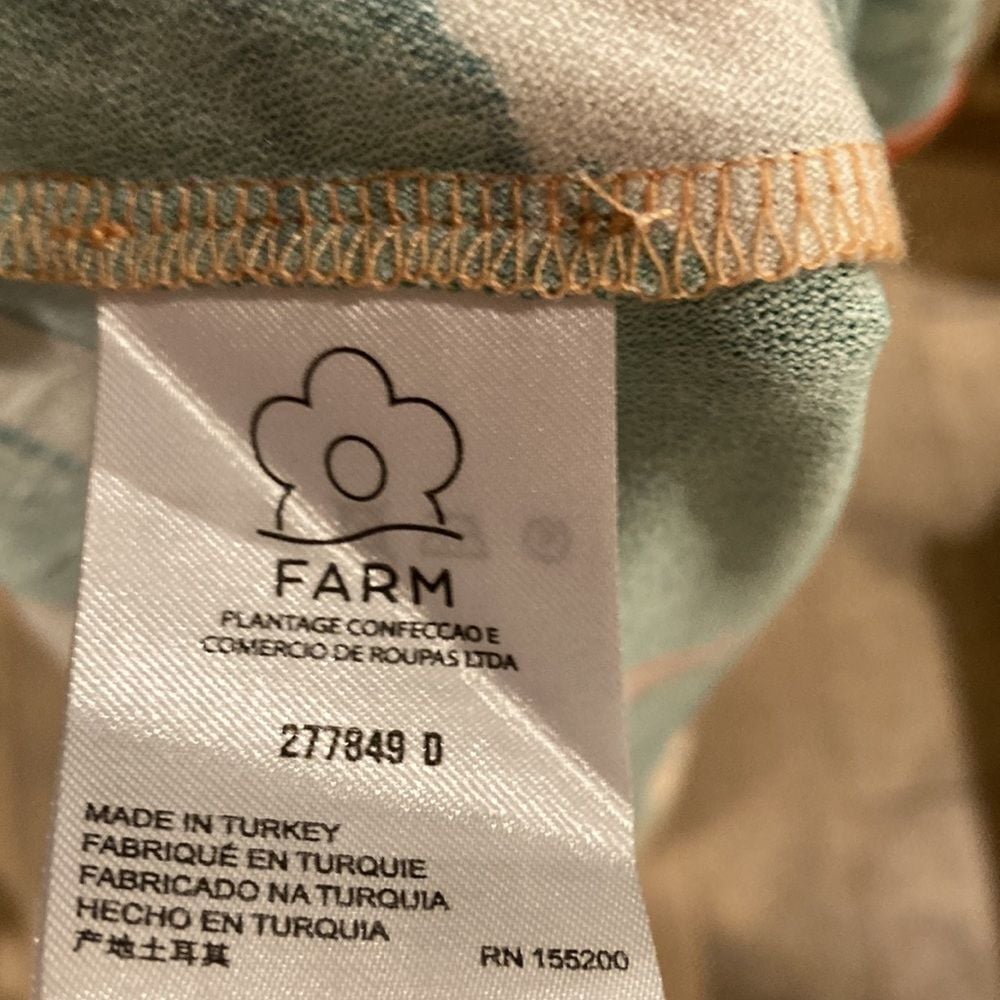 FARM
PLANTAGE CONFECCAO E
COMERCIO DE ROUPAS LTDA
277849 D
MADE IN TURKEY
FABRIQUÉ EN TURQUIE
FABRICADO NA TURQUIA
HECHO EN TURQUIA
产地土耳其
RN 155200